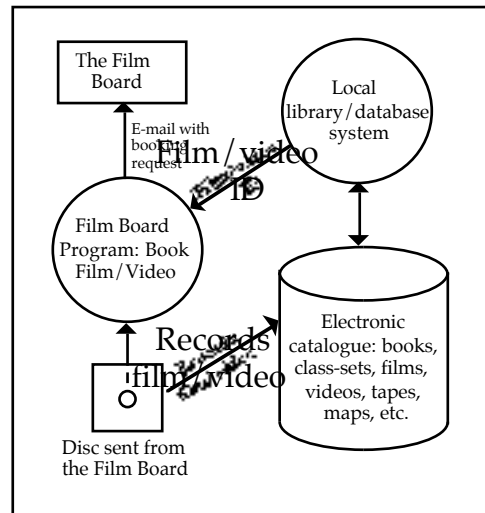 The Film
Board
Local
library/database
system
E-mail with
booking
request
Film/video
ID
Film Board
Program: Book
Film/Video
Records
film/video
Electronic
catalogue: books,
class-sets, films,
videos, tapes,
maps, etc.
Disc sent from
the Film Board